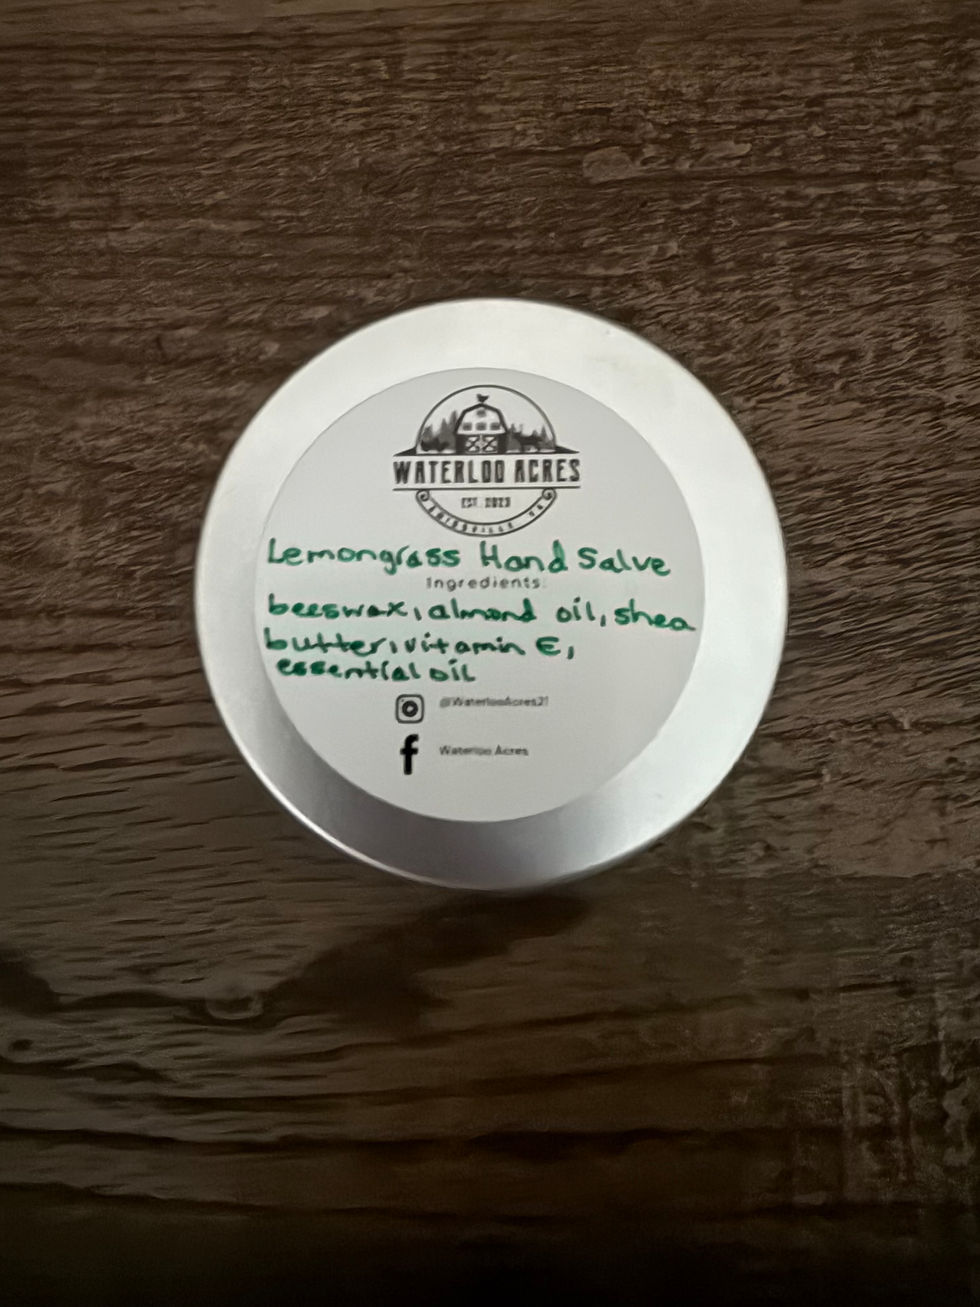 WATERLOO ACRES
EST. 2023
Lemongrass Hand Salve
Ingredients:
beeswax, almond oil, shea
butter, vitamin E,
essential oil
@WaterlooAcres21
Waterloo Acres